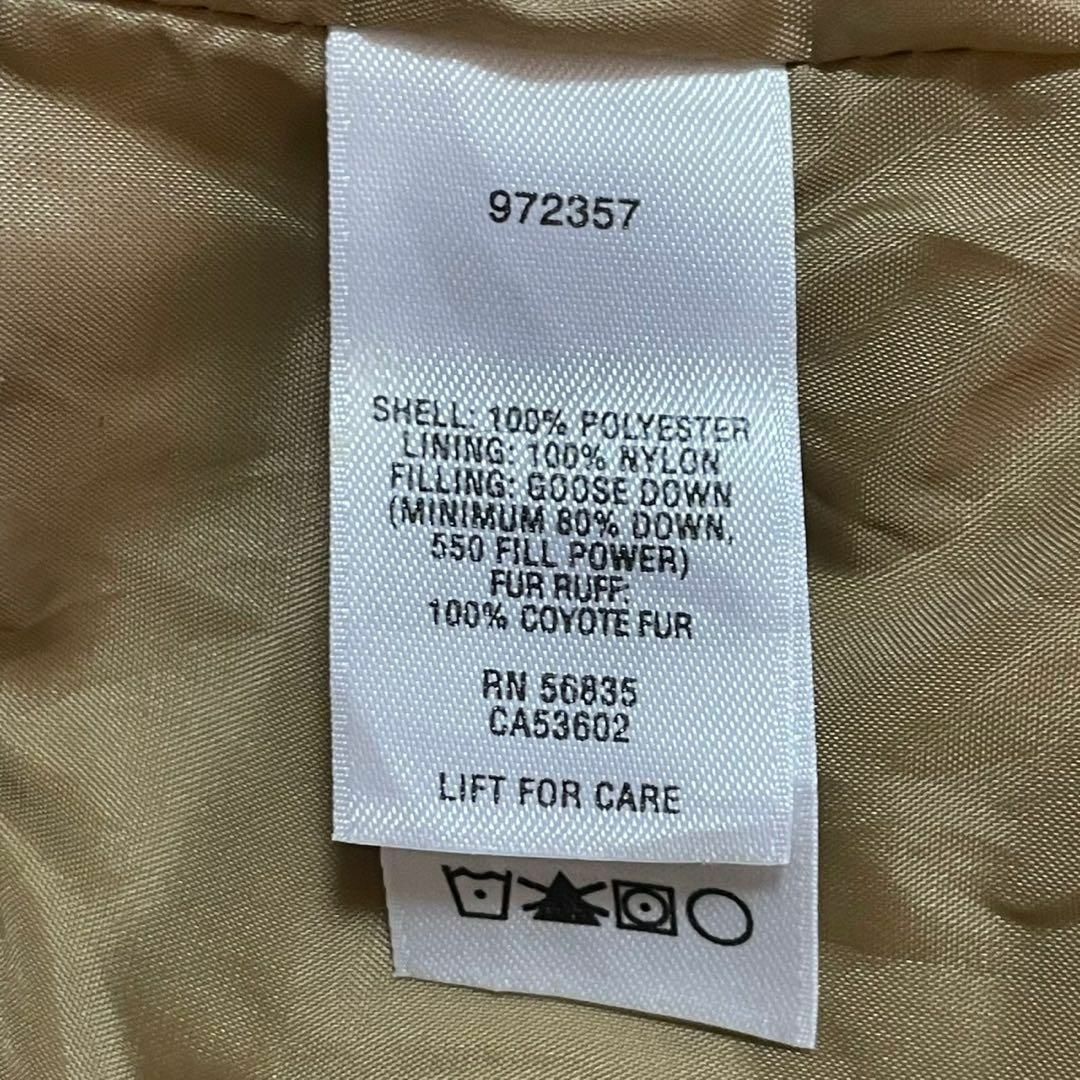 972357
SHELL: 100% POLYESTER
LINING: 100% NYLON
FILLING: GOOSE DOWN
(MINIMUM 80% DOWN,
550 FILL POWER)
FUR RUFF:
100% COYOTE FUR
RN 56835
CA53602
LIFT FOR CARE